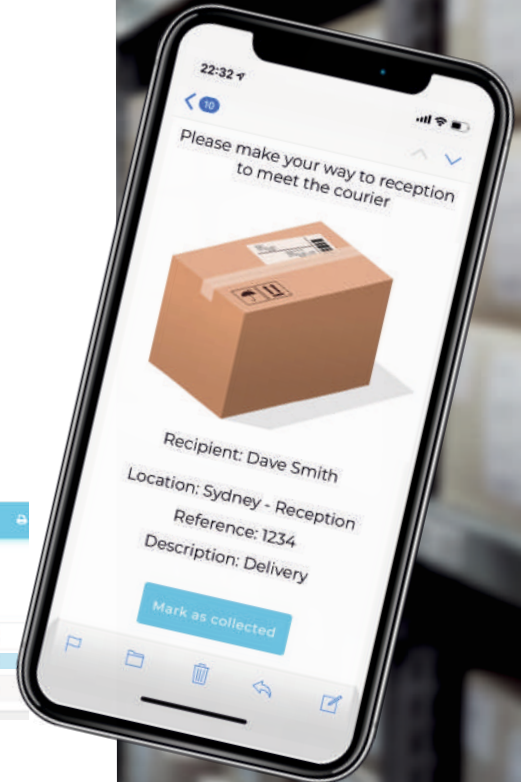 22:32
10
Please make your way to reception
to meet the courier
Recipient: Dave Smith
Location: Sydney - Reception
Reference: 1234
Description: Delivery
Mark as collected